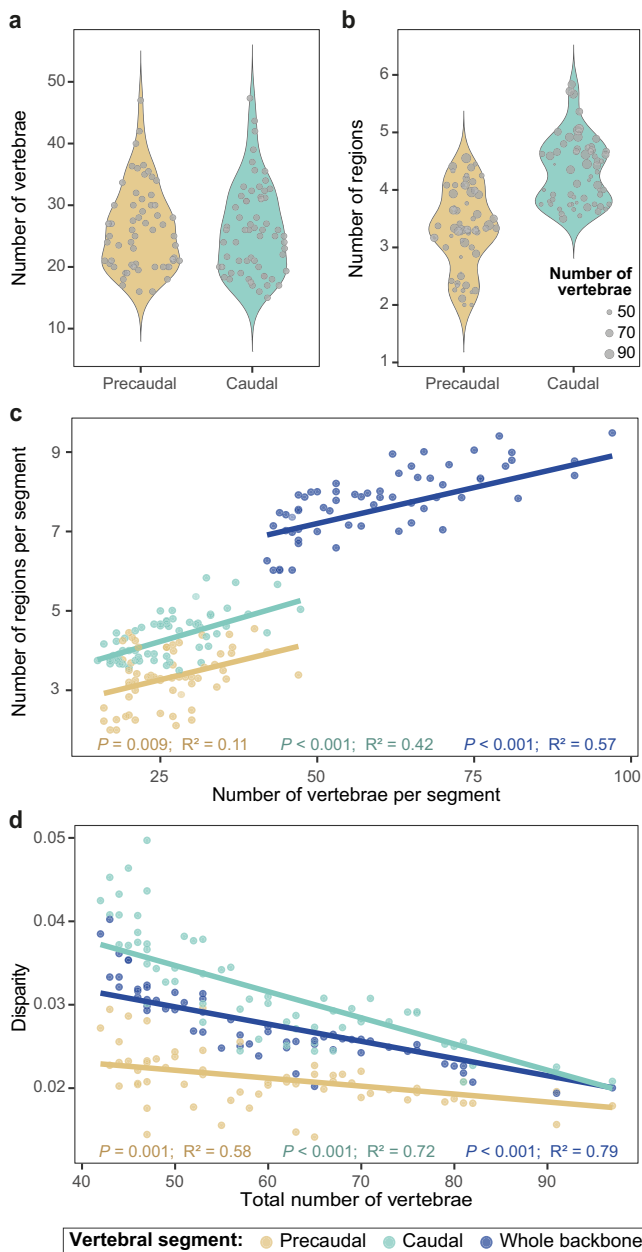 a
b
Number of vertebrae
50
40
30
20
10
Precaudal
Caudal
Number of regions
6
5
4
3
2
1
Number of
vertebrae
50
70
90
Precaudal
Caudal
c
Number of regions per segment
9
7
5
3
P = 0.009; R² = 0.11
P < 0.001; R² = 0.42
P < 0.001; R² = 0.57
25
50
75
100
Number of vertebrae per segment
d
Disparity
0.05
0.04
0.03
0.02
P = 0.001; R² = 0.58
P < 0.001; R² = 0.72
P < 0.001; R² = 0.79
40
50
60
70
80
90
Total number of vertebrae
Vertebral segment: Precaudal Caudal Whole backbone